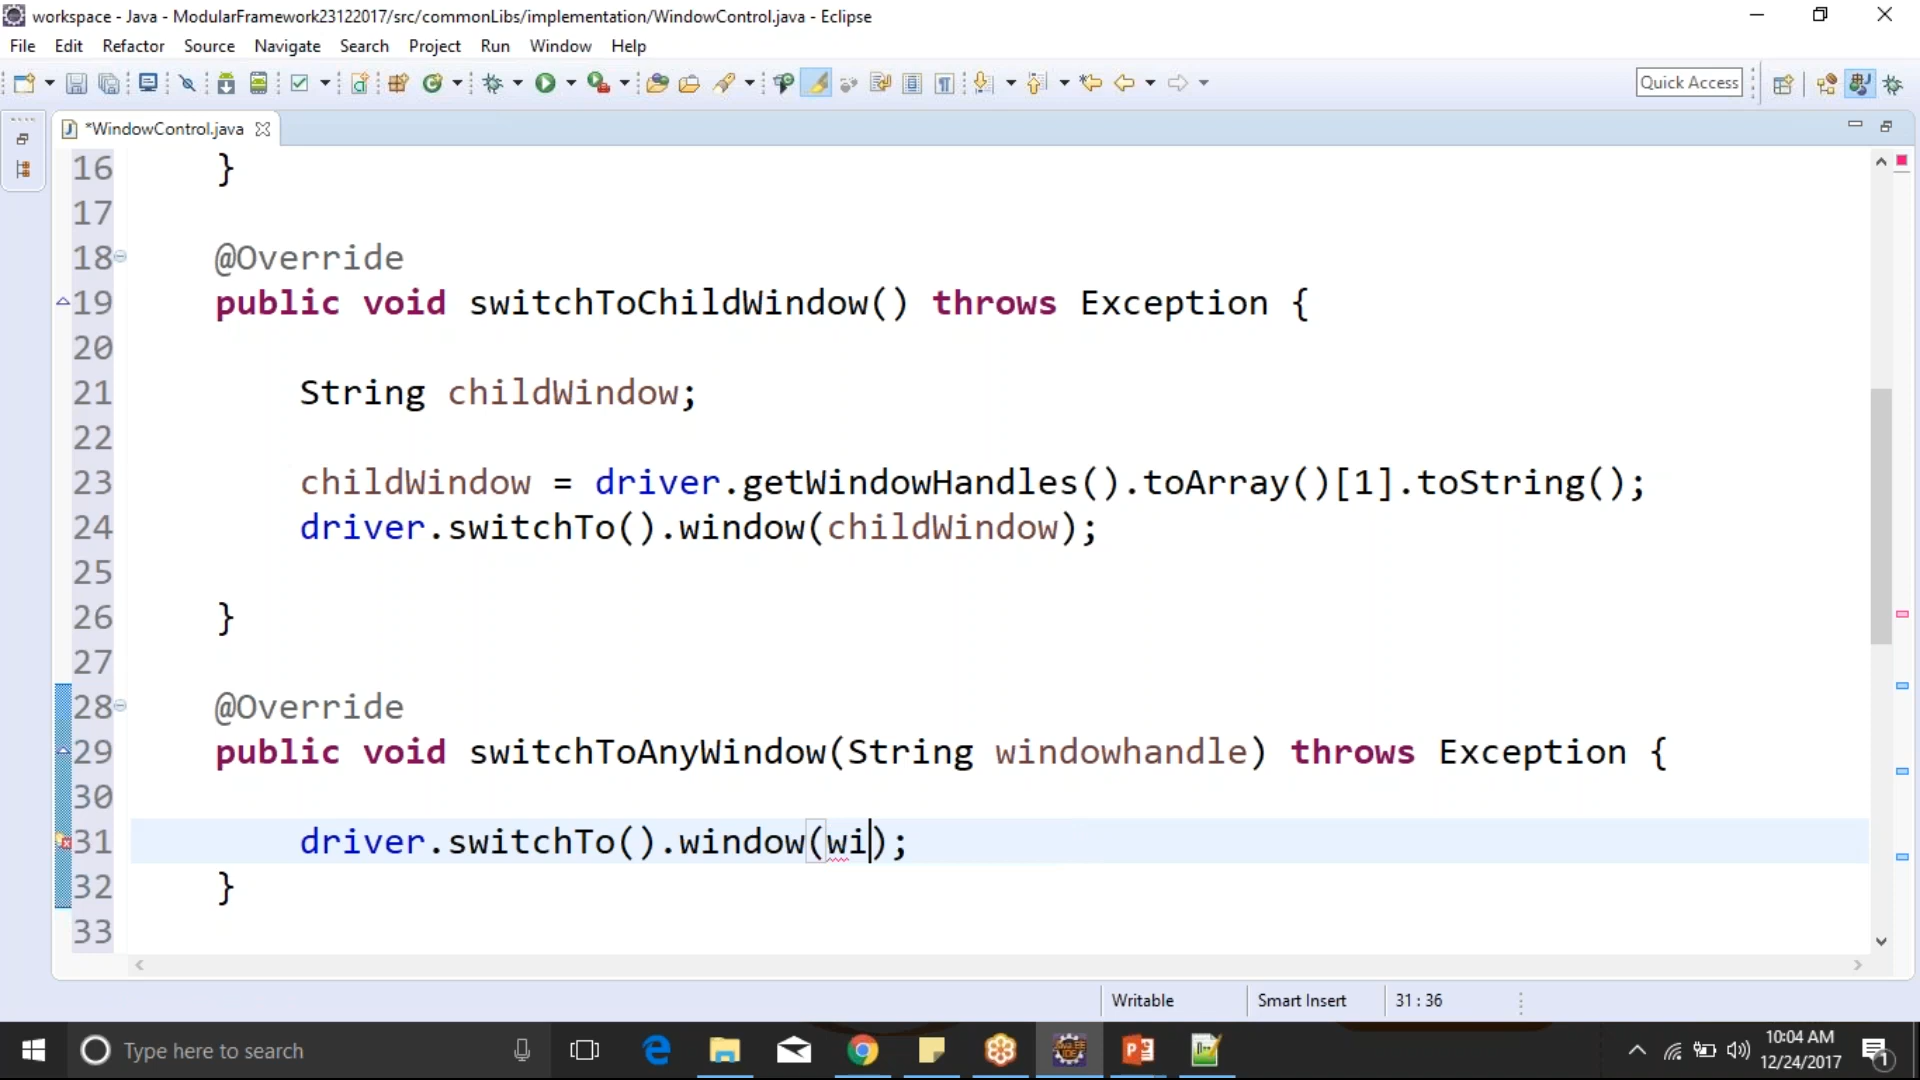 workspace - Java - ModularFramework23122017/src/commonLibs/implementation/WindowControl.java - Eclipse
File Edit Refactor Source Navigate Search Project Run Window Help
Quick Access
*WindowControl.java
16 }
17
18 @Override
19 public void switchToChildWindow() throws Exception {
20
21 String childWindow;
22
23 childWindow = driver.getWindowHandles().toArray()[1].toString();
24 driver.switchTo().window(childWindow);
25
26 }
27
28 @Override
29 public void switchToAnyWindow(String windowhandle) throws Exception {
30
31 driver.switchTo().window(wi);
32 }
33
Writable Smart Insert 31 : 36
Type here to search
10:04 AM
12/24/2017
1